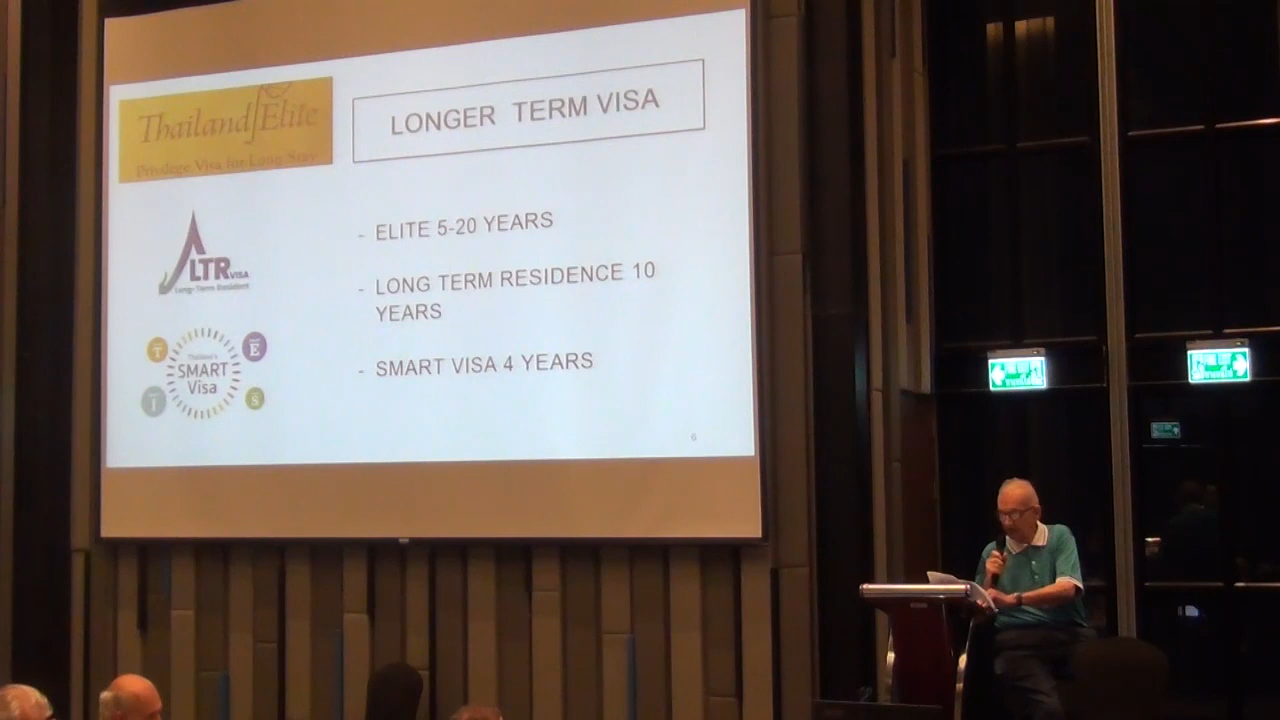 Thailand Elite
Privilege Visa for Long Stay
LONGER TERM VISA
- ELITE 5-20 YEARS
LTR VISA
Long-Term Resident
- LONG TERM RESIDENCE 10
YEARS
T
E
Thailand's
SMART
Visa
I
S
- SMART VISA 4 YEARS
6